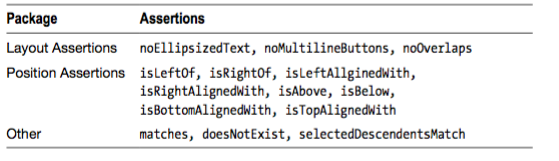 Package Assertions
Layout Assertions noEllipsizedText, noMultilineButtons, noOverlaps
Position Assertions isLeftOf, isRightOf, isLeftAllginedWith,
isRightAlignedWith, isAbove, isBelow,
isBottomAlignedWith, isTopAlignedWith
Other matches, doesNotExist, selectedDescendentsMatch